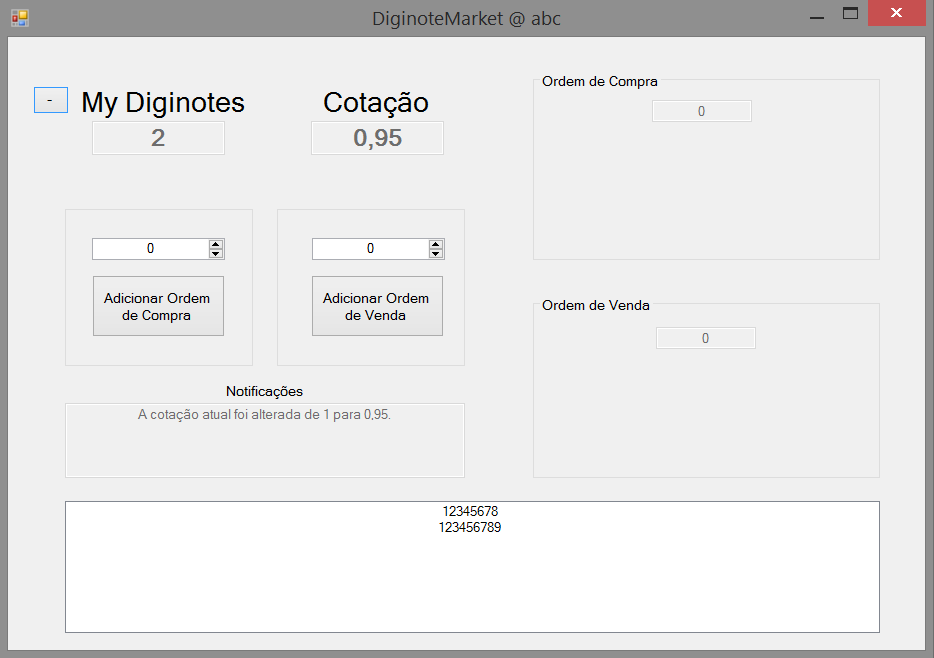 DiginoteMarket @ abc
-
My Diginotes
2
Cotação
0,95
Ordem de Compra
0
0
Adicionar Ordem
de Compra
0
Adicionar Ordem
de Venda
Ordem de Venda
0
Notificações
A cotação atual foi alterada de 1 para 0,95.
12345678
123456789